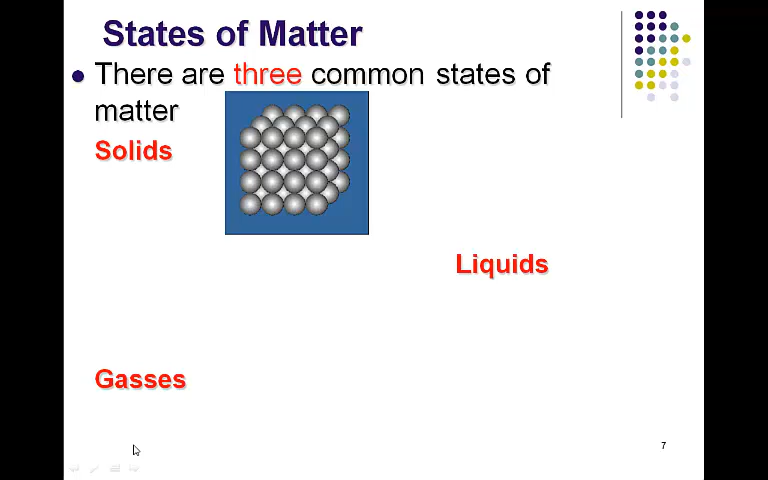 States of Matter
There are three common states of
matter
Solids
Liquids
Gasses
7